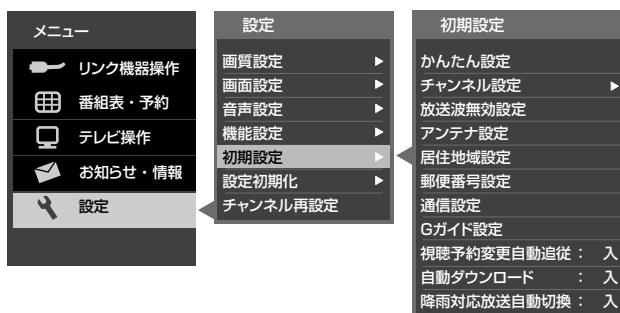 メニュー
リンク機器操作
番組表・予約
テレビ操作
お知らせ・情報
設定
設定
画質設定
画面設定
音声設定
機能設定
初期設定
設定初期化
チャンネル再設定
初期設定
かんたん設定
チャンネル設定
放送波無効設定
アンテナ設定
居住地域設定
郵便番号設定
通信設定
Gガイド設定
視聴予約変更自動追従： 入
自動ダウンロード ： 入
降雨対応放送自動切換： 入